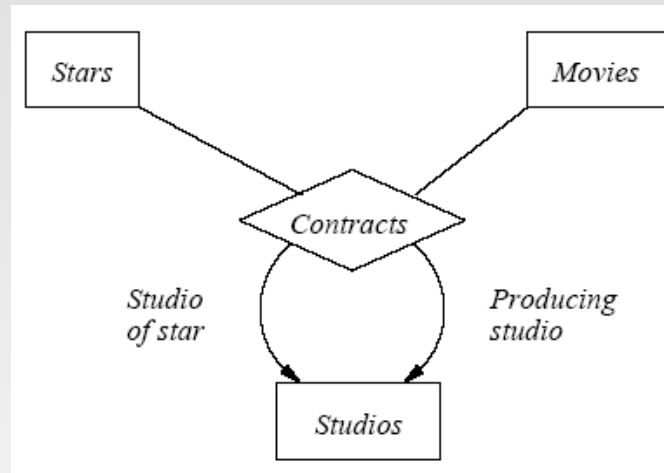 Stars
Movies
Contracts
Studio
of star
Producing
studio
Studios